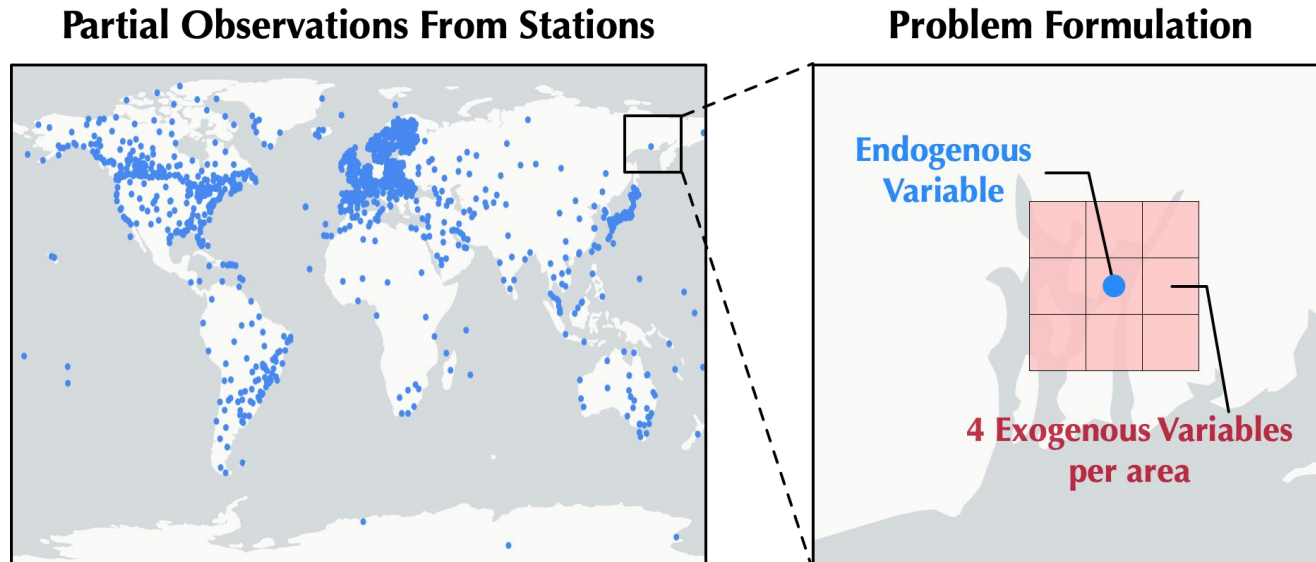 Partial Observations From Stations
Problem Formulation
Endogenous
Variable
4 Exogenous Variables
per area